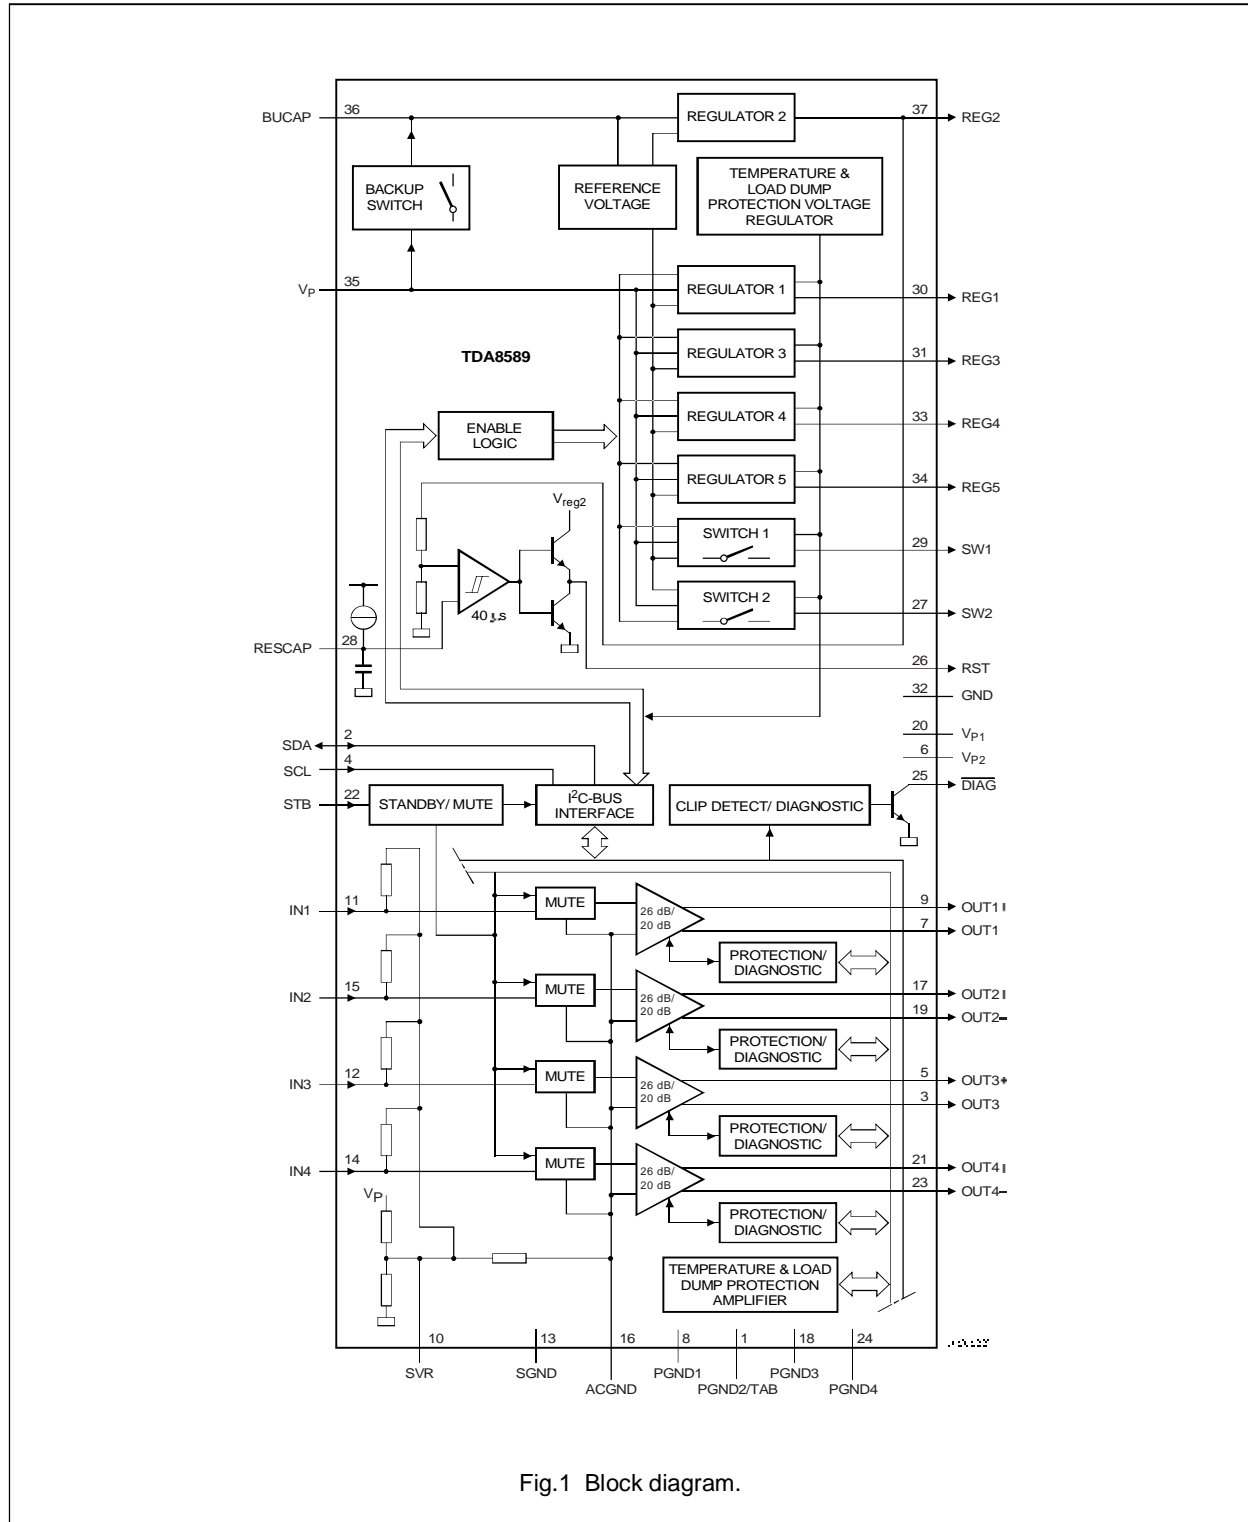 BUCAP 36
REGULATOR 2
37 REG2
BACKUP
SWITCH
REFERENCE
VOLTAGE
TEMPERATURE &
LOAD DUMP
PROTECTION VOLTAGE
REGULATOR
VP 35
REGULATOR 1
30 REG1
TDA8589
REGULATOR 3
31 REG3
ENABLE
LOGIC
REGULATOR 4
33 REG4
REGULATOR 5
34 REG5
Vreg2
SWITCH 1
29 SW1
SWITCH 2
27 SW2
40 μs
RESCAP 28
26 RST
32 GND
20 VP1
6 VP2
SDA 2
SCL 4
STB 22
STANDBY/ MUTE
I2C-BUS
INTERFACE
CLIP DETECT/ DIAGNOSTIC
25 DIAG
IN1 11
MUTE
26 dB/
20 dB
9 OUT1
7 OUT1
PROTECTION/
DIAGNOSTIC
IN2 15
MUTE
26 dB/
20 dB
17 OUT2
19 OUT2−
PROTECTION/
DIAGNOSTIC
IN3 12
MUTE
26 dB/
20 dB
5 OUT3+
3 OUT3
PROTECTION/
DIAGNOSTIC
IN4 14
MUTE
26 dB/
20 dB
21 OUT4
23 OUT4−
PROTECTION/
DIAGNOSTIC
VP
TEMPERATURE & LOAD
DUMP PROTECTION
AMPLIFIER
10 13 16 8 1 18 24
SVR SGND ACGND PGND1 PGND2/TAB PGND3 PGND4
Fig.1 Block diagram.